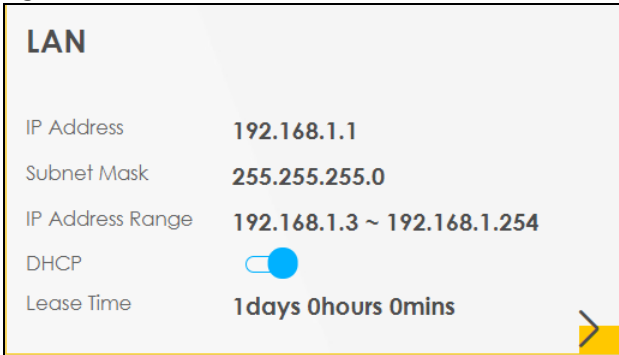 LAN
IP Address 192.168.1.1
Subnet Mask 255.255.255.0
IP Address Range 192.168.1.3 ~ 192.168.1.254
DHCP
Lease Time 1days 0hours 0mins